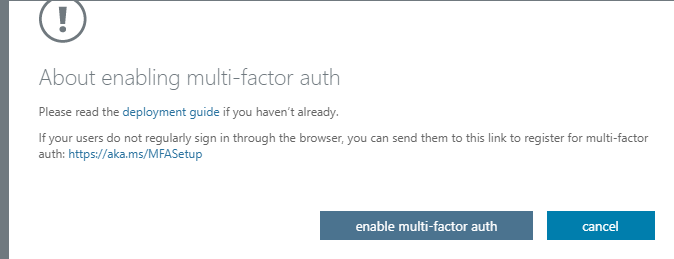 About enabling multi-factor auth
Please read the deployment guide if you haven't already.
If your users do not regularly sign in through the browser, you can send them to this link to register for multi-factor
auth: https://aka.ms/MFASetup
enable multi-factor auth
cancel